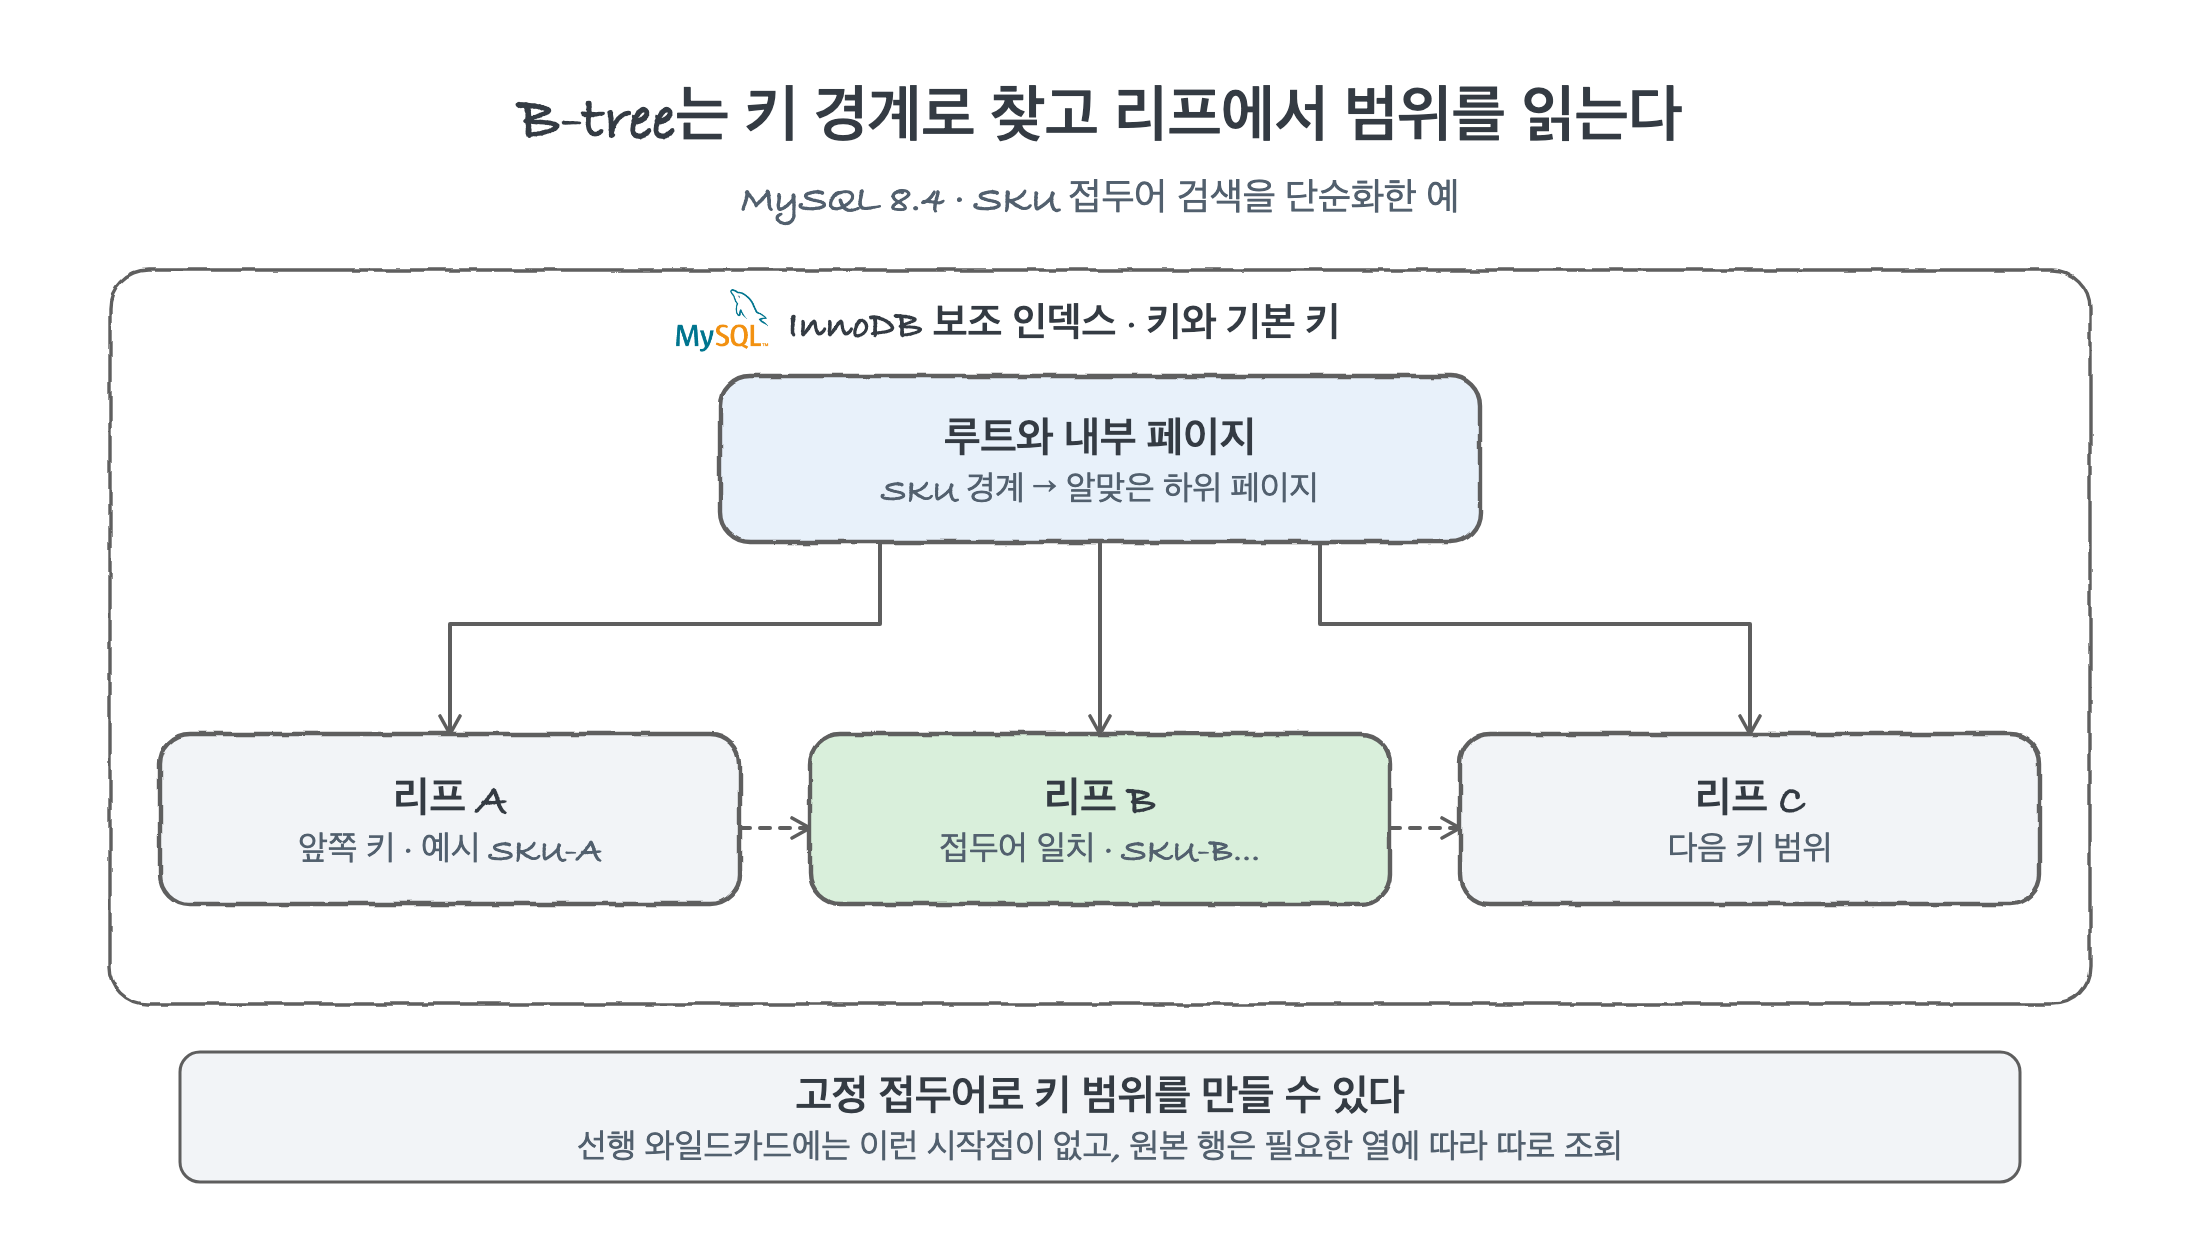 B-tree는 키 경계로 찾고 리프에서 범위를 읽는다
MySQL 8.4 · SKU 접두어 검색을 단순화한 예
MySQL™ InnoDB 보조 인덱스 · 키와 기본 키
루트와 내부 페이지
SKU 경계 → 알맞은 하위 페이지
리프 A
앞쪽 키 · 예시 SKU-A
리프 B
접두어 일치 · SKU-B...
리프 C
다음 키 범위
고정 접두어로 키 범위를 만들 수 있다
선행 와일드카드에는 이런 시작점이 없고, 원본 행은 필요한 열에 따라 따로 조회